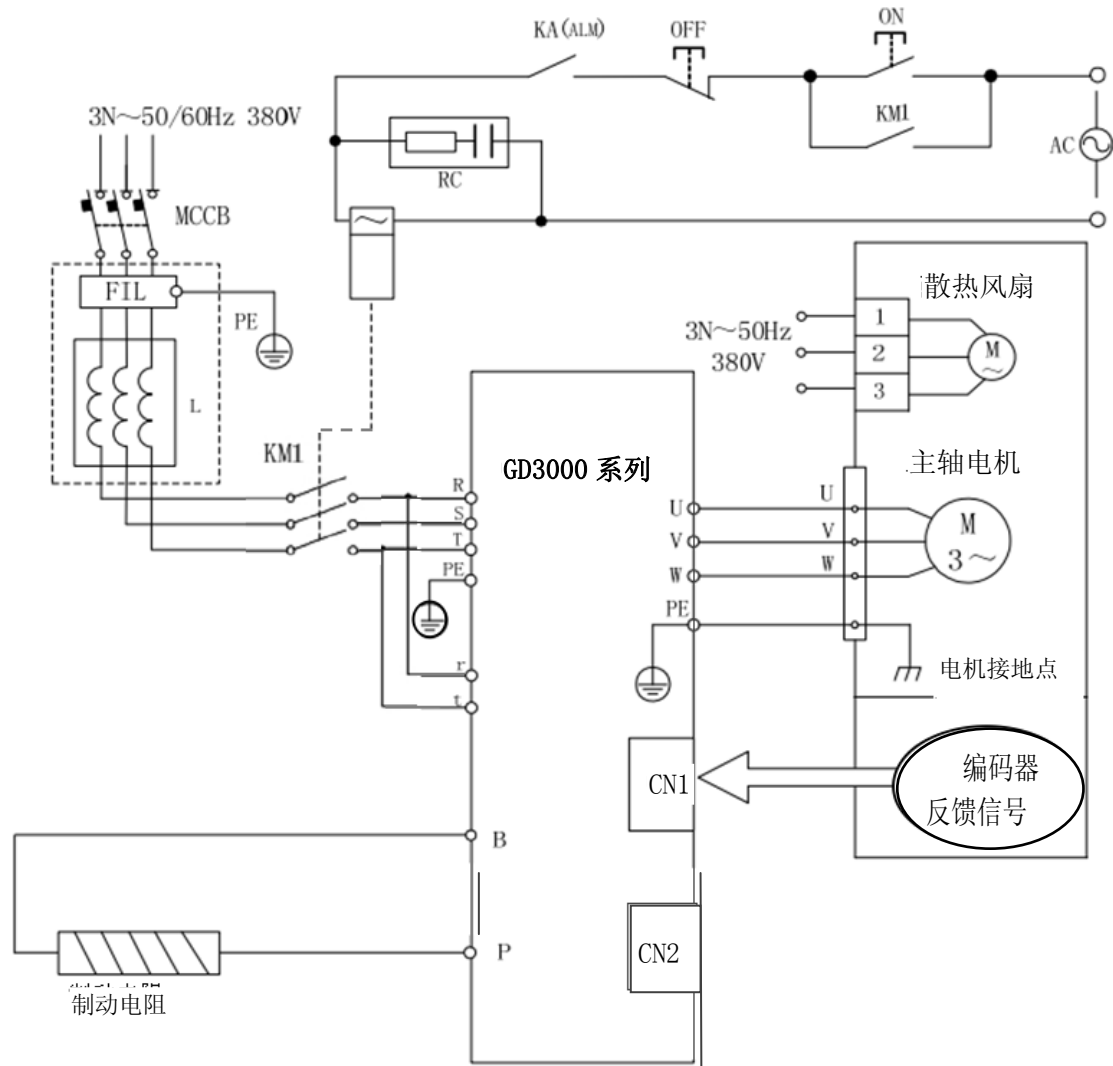 KA(ALM)
OFF
ON
3N~50/60Hz 380V
KM1
AC
RC
MCCB
FIL
PE
散热风扇
3N~50Hz
380V
1
2
3
M
~
L
KM1
GD3000 系列
主轴电机
R
S
T
PE
U
V
W
PE
U
V
W
M
3~
r
t
电机接地点
CN1
编码器
反馈信号
B
P
CN2
制动电阻